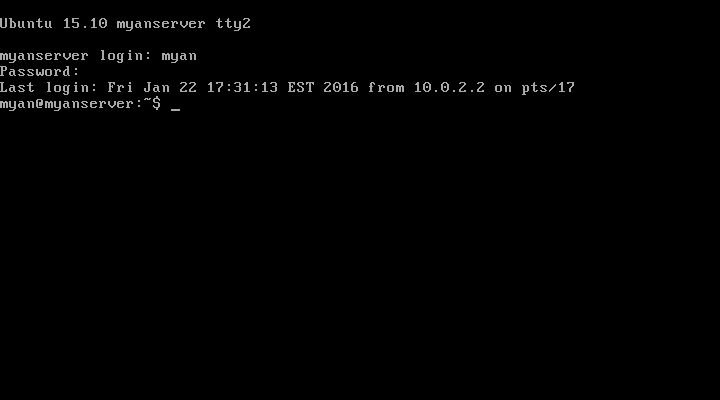 Ubuntu 15.10 myanserver tty2
myanserver login: myan
Password:
Last login: Fri Jan 22 17:31:13 EST 2016 from 10.0.2.2 on pts/17
myan@myanserver:~$ _